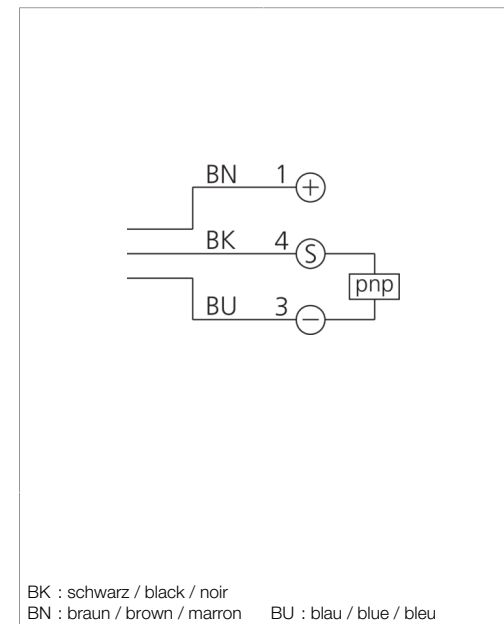 BN 1 +
BK 4 S
pnp
BU 3 −
BK : schwarz / black / noir
BN : braun / brown / marron BU : blau / blue / bleu